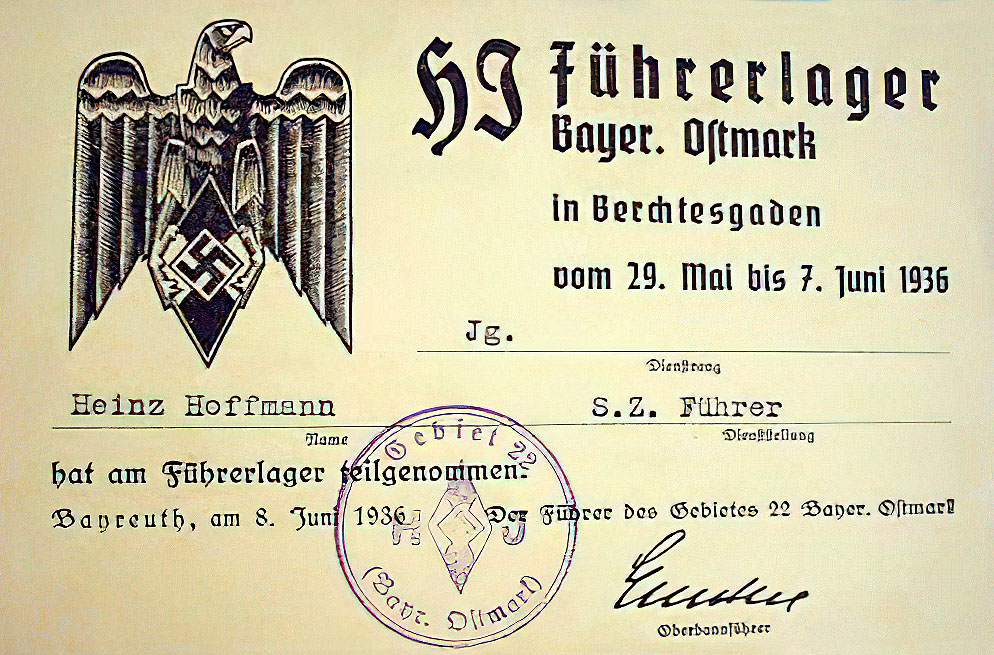 HJ Führerlager
Bayer. Ostmark
in Berchtesgaden
vom 29. Mai bis 7. Juni 1936
Jg.
Dienstrang
Heinz Hoffmann S.Z. Führer
Name Dienststellung
hat am Führerlager teilgenommen.
Bayreuth, am 8. Juni 1936 Der Führer des Gebietes 22 Bayer. Ostmark
Oberbannführer
Gebiet 22
H J
(Bayr. Ostmark)